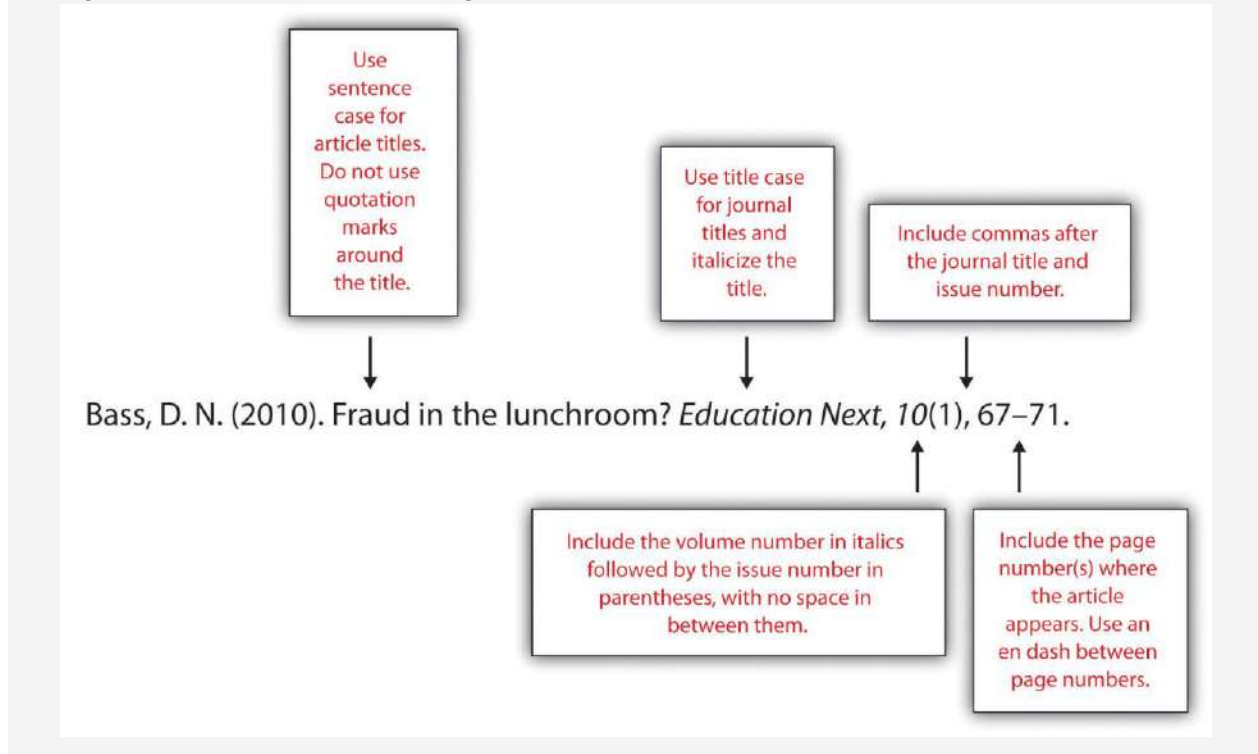 Use
sentence
case for
article titles.
Do not use
quotation
marks
around
the title.
Use title case
for journal
titles and
italicize the
title.
Include commas after
the journal title and
issue number.
Bass, D. N. (2010). Fraud in the lunchroom? Education Next, 10(1), 67–71.
Include the volume number in italics
followed by the issue number in
parentheses, with no space in
between them.
Include the page
number(s) where
the article
appears. Use an
en dash between
page numbers.